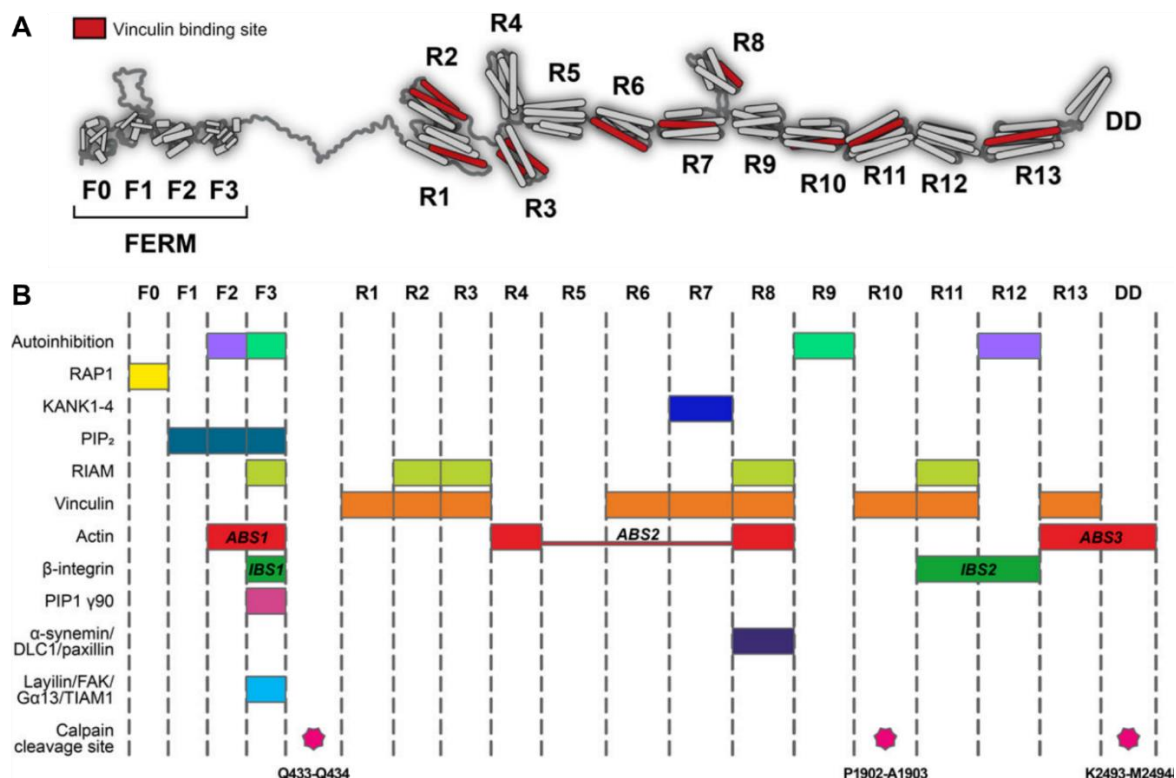 A
Vinculin binding site
R4
R8
R2
R5
R6
DD
R7
R9
R11
F0 F1 F2 F3
R1
R3
R10
R12
R13
FERM
B
F0 F1 F2 F3 R1 R2 R3 R4 R5 R6 R7 R8 R9 R10 R11 R12 R13 DD
Autoinhibition
RAP1
KANK1-4
PIP₂
RIAM
Vinculin
Actin ABS1 ABS2 ABS3
β-integrin IBS1 IBS2
PIP1 γ90
α-synemin/
DLC1/paxillin
Layilin/FAK/
Gα13/TIAM1
Calpain
cleavage site
Q433-Q434 P1902-A1903